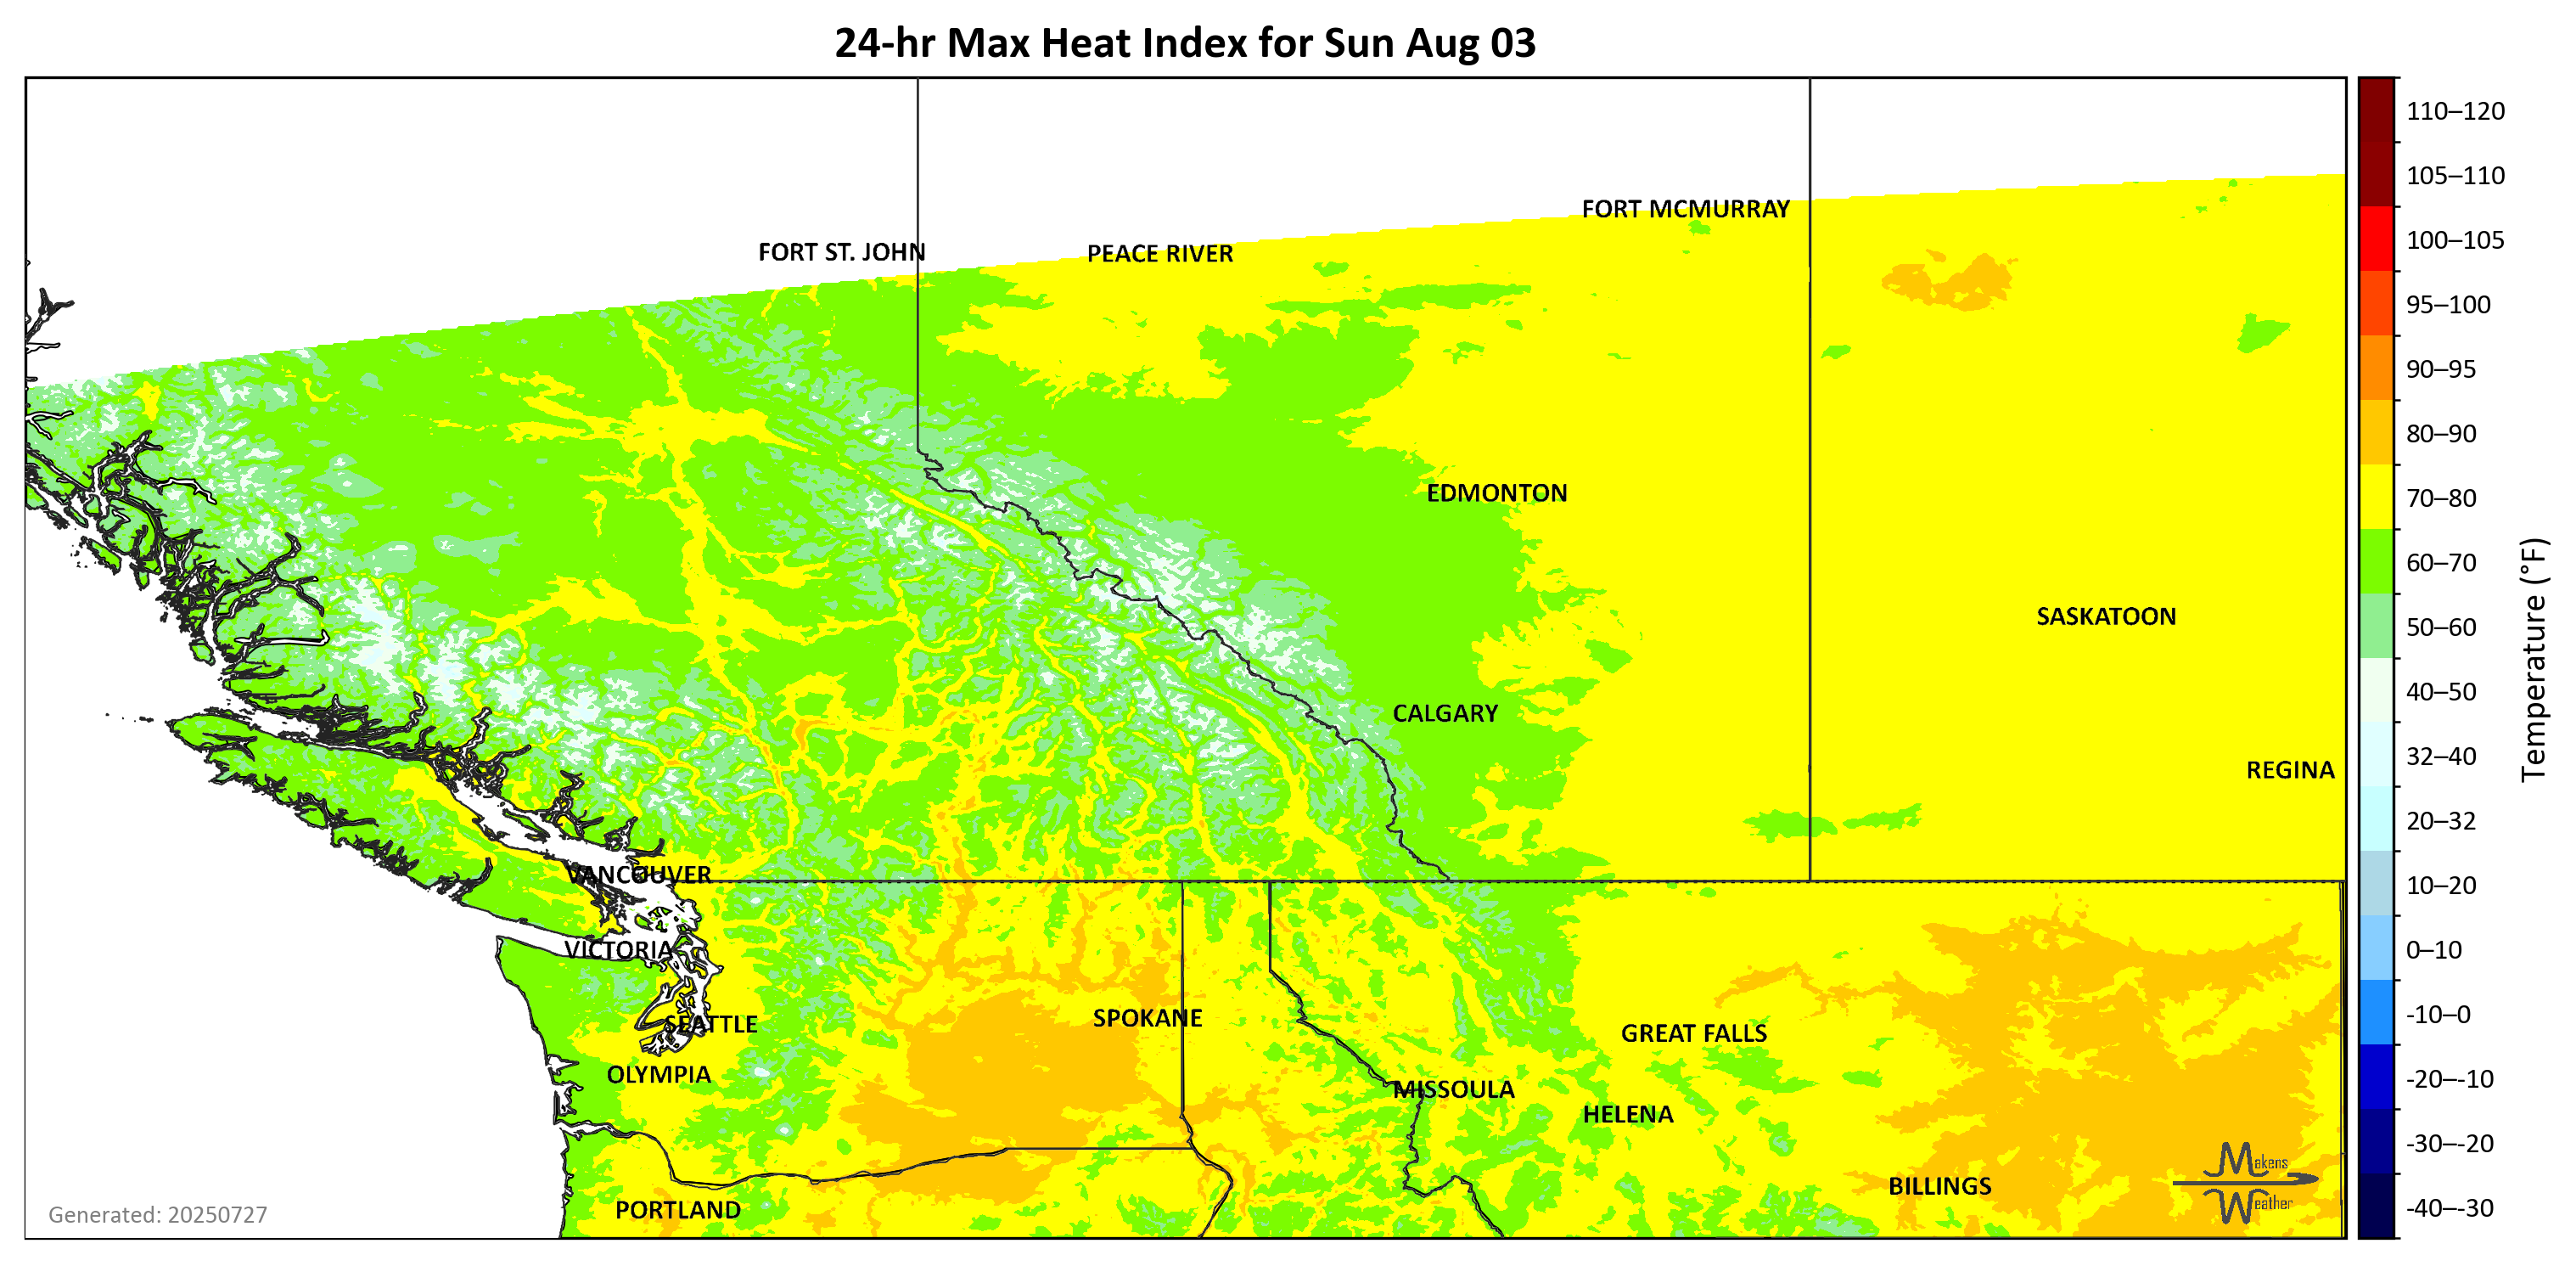 24-hr Max Heat Index for Sun Aug 03
FORT MCMURRAY
FORT ST. JOHN
PEACE RIVER
EDMONTON
SASKATOON
CALGARY
REGINA
VANCOUVER
VICTORIA
SEATTLE
SPOKANE
GREAT FALLS
OLYMPIA
MISSOULA
HELENA
BILLINGS
PORTLAND
Makens
Weather
Generated: 20250727
110–120
105–110
100–105
95–100
90–95
80–90
70–80
60–70
50–60
40–50
32–40
20–32
10–20
0–10
-10–0
-20–-10
-30–-20
-40–-30
Temperature (°F)